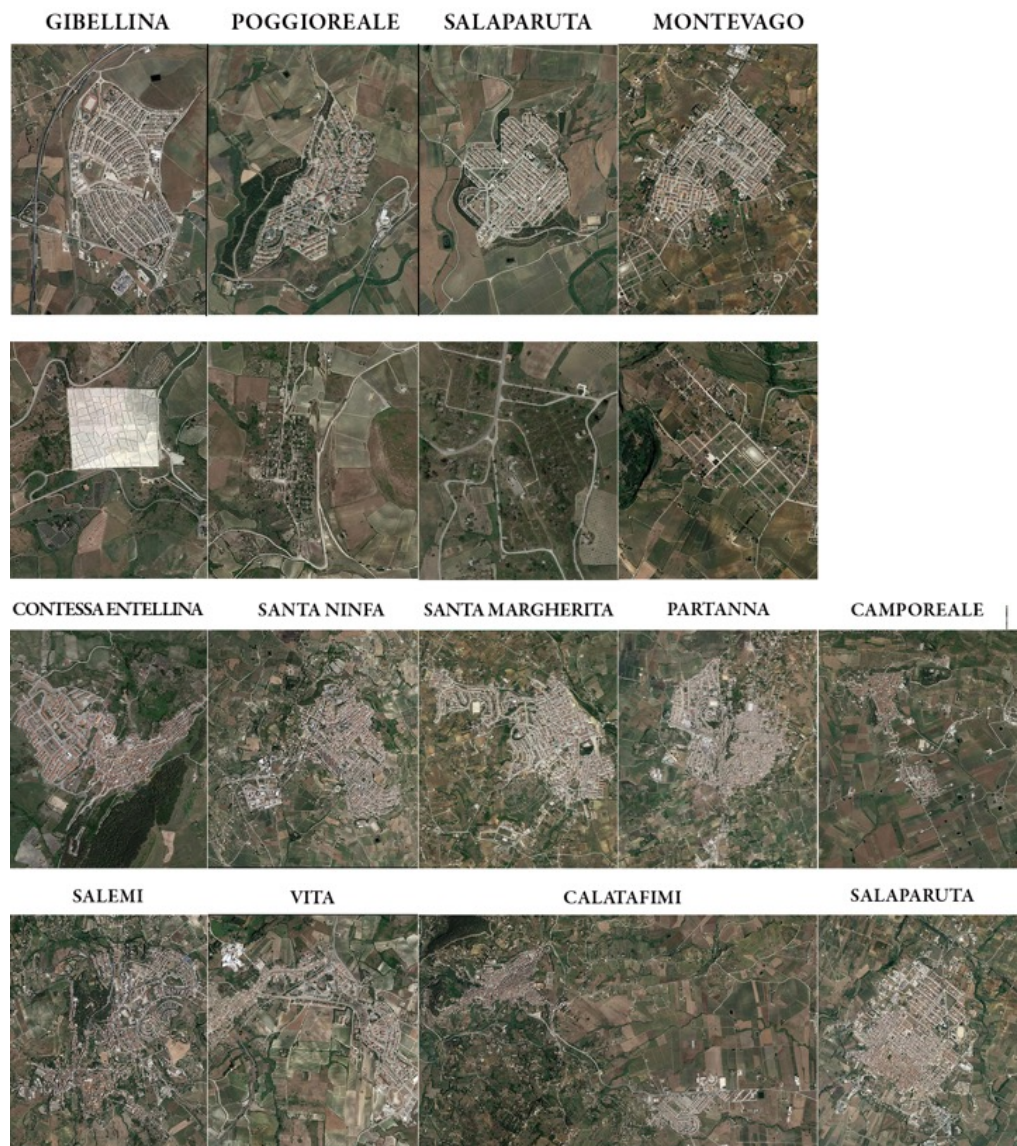 GIBELLINA POGGIOREALE SALAPARUTA MONTEVAGO
CONTESSA ENTELLINA SANTA NINFA SANTA MARGHERITA PARTANNA CAMPOREALE
SALEMI VITA CALATAFIMI SALAPARUTA